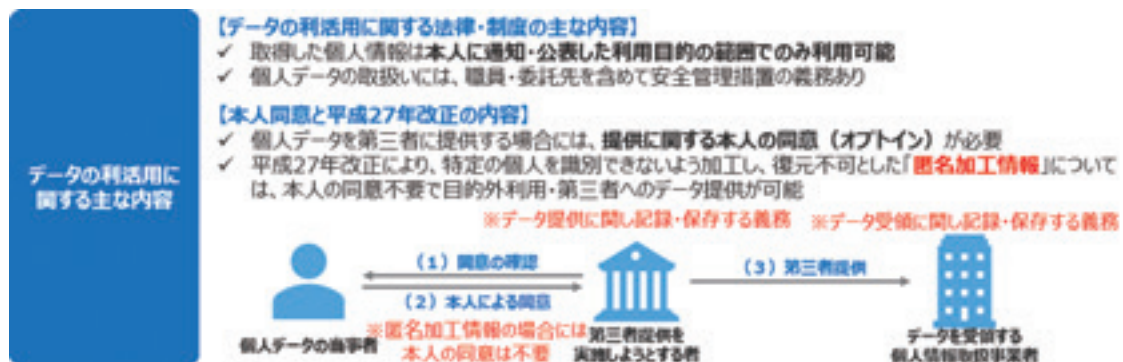 データの利活用に
関する主な内容
【データの利活用に関する法律・制度の主な内容】
✓ 取得した個人情報は本人に通知・公表した利用目的の範囲でのみ利用可能
✓ 個人データの取扱いには、職員・委託先を含めて安全管理措置の義務あり
【本人同意と平成27年改正の内容】
✓ 個人データを第三者に提供する場合には、提供に関する本人の同意（オプトイン）が必要
✓ 平成27年改正により、特定の個人を識別できないよう加工し、復元不可とした「匿名加工情報」について
は、本人の同意不要で目的外利用・第三者へのデータ提供が可能
※データ提供に関し記録・保存する義務
※データ受領に関し記録・保存する義務
（1）同意の確認
（2）本人による同意
（3）第三者提供
※匿名加工情報の場合には
本人の同意は不要
個人データの当事者
第三者提供を
実施しようとする者
データを受領する
個人情報取扱事業者